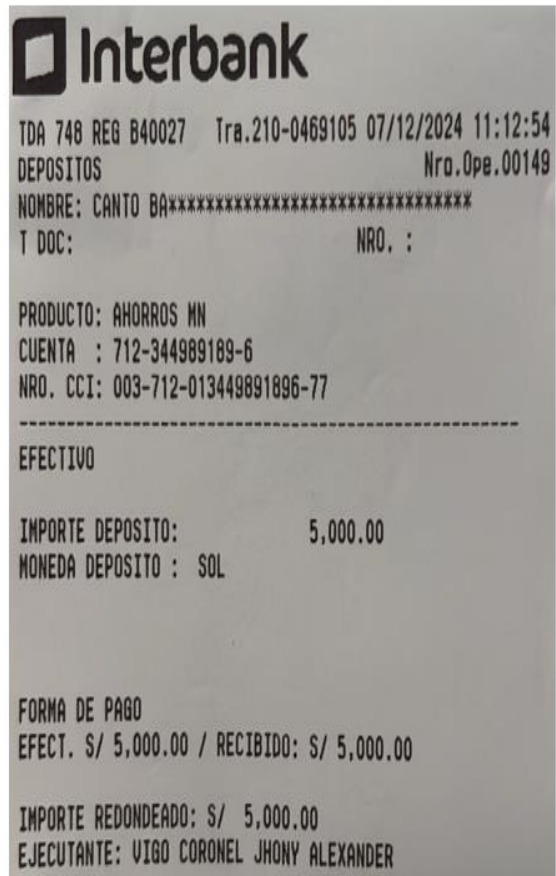 Interbank
TDA 748 REG B40027 Tra.210-0469105 07/12/2024 11:12:54
DEPOSITOS Nro.Ope.00149
NOMBRE: CANTO BA********************************
T DOC: NRO. :
PRODUCTO: AHORROS MN
CUENTA : 712-344989189-6
NRO. CCI: 003-712-013449891896-77
-----------------------------------------------------
EFECTIVO
IMPORTE DEPOSITO: 5,000.00
MONEDA DEPOSITO : SOL
FORMA DE PAGO
EFECT. S/ 5,000.00 / RECIBIDO: S/ 5,000.00
IMPORTE REDONDEADO: S/ 5,000.00
EJECUTANTE: VIGO CORONEL JHONY ALEXANDER